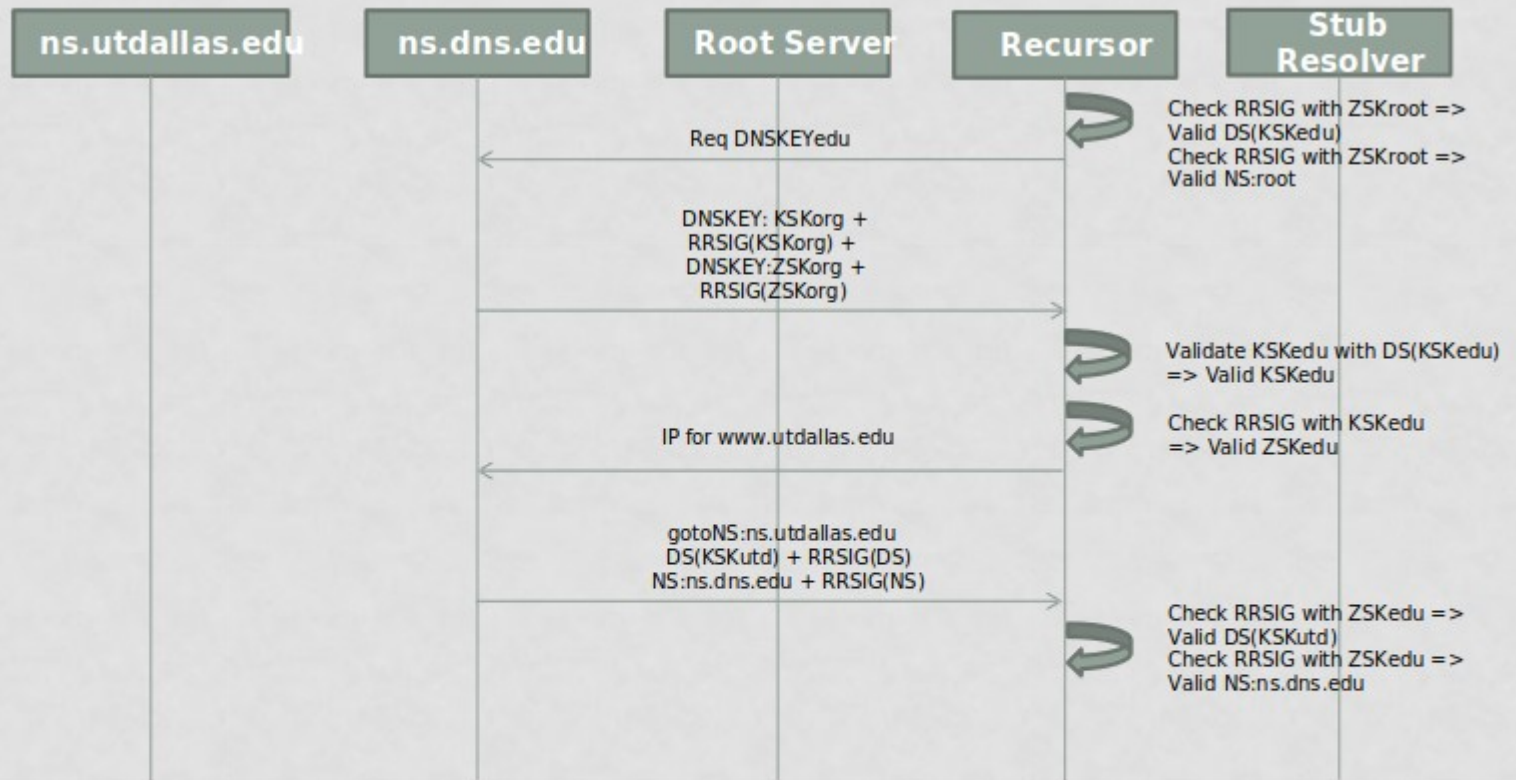 ns.utdallas.edu
ns.dns.edu
Root Server
Recursor
Stub
Resolver
Check RRSIG with ZSKroot =>
Valid DS(KSKedu)
Check RRSIG with ZSKroot =>
Valid NS:root
Req DNSKEYedu
DNSKEY: KSKorg +
RRSIG(KSKorg) +
DNSKEY:ZSKorg +
RRSIG(ZSKorg)
Validate KSKedu with DS(KSKedu)
=> Valid KSKedu
Check RRSIG with KSKedu
=> Valid ZSKedu
IP for www.utdallas.edu
gotoNS:ns.utdallas.edu
DS(KSKutd) + RRSIG(DS)
NS:ns.dns.edu + RRSIG(NS)
Check RRSIG with ZSKedu =>
Valid DS(KSKutd)
Check RRSIG with ZSKedu =>
Valid NS:ns.dns.edu